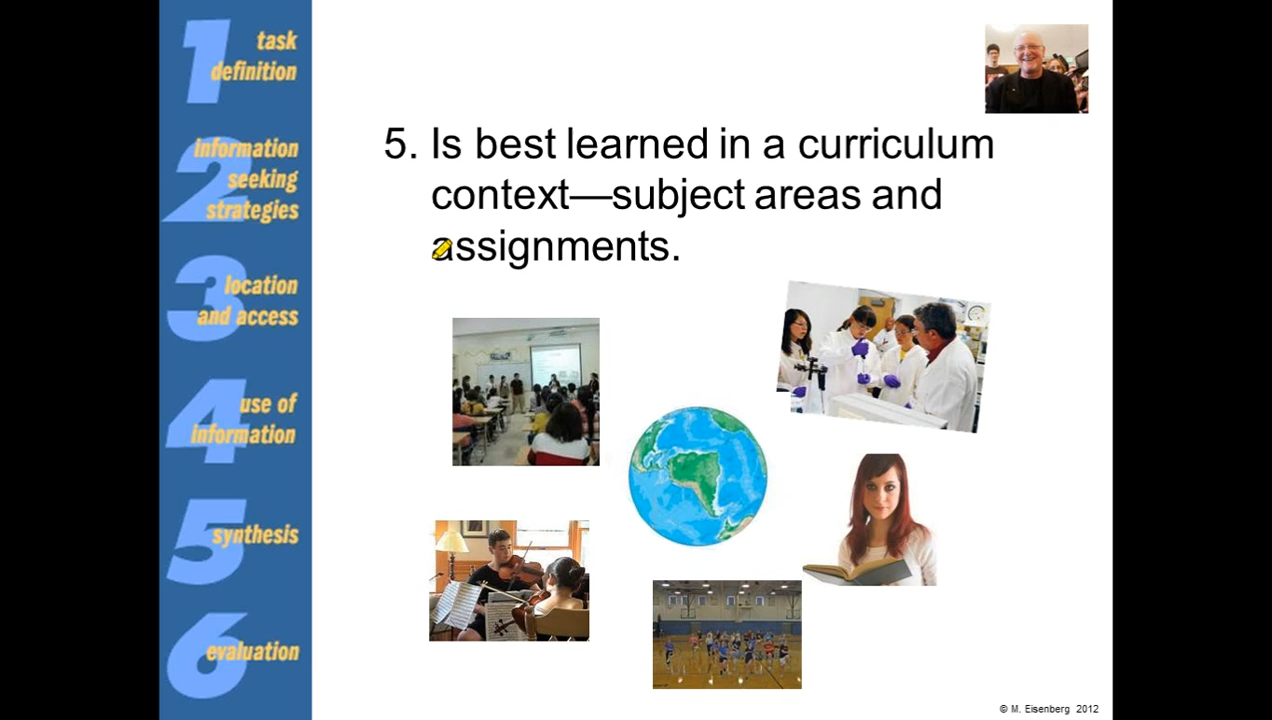 1 task
definition
2 information
seeking
strategies
3 location
and access
4 use of
information
5 synthesis
6 evaluation
5. Is best learned in a curriculum
context—subject areas and
assignments.
© M. Eisenberg 2012